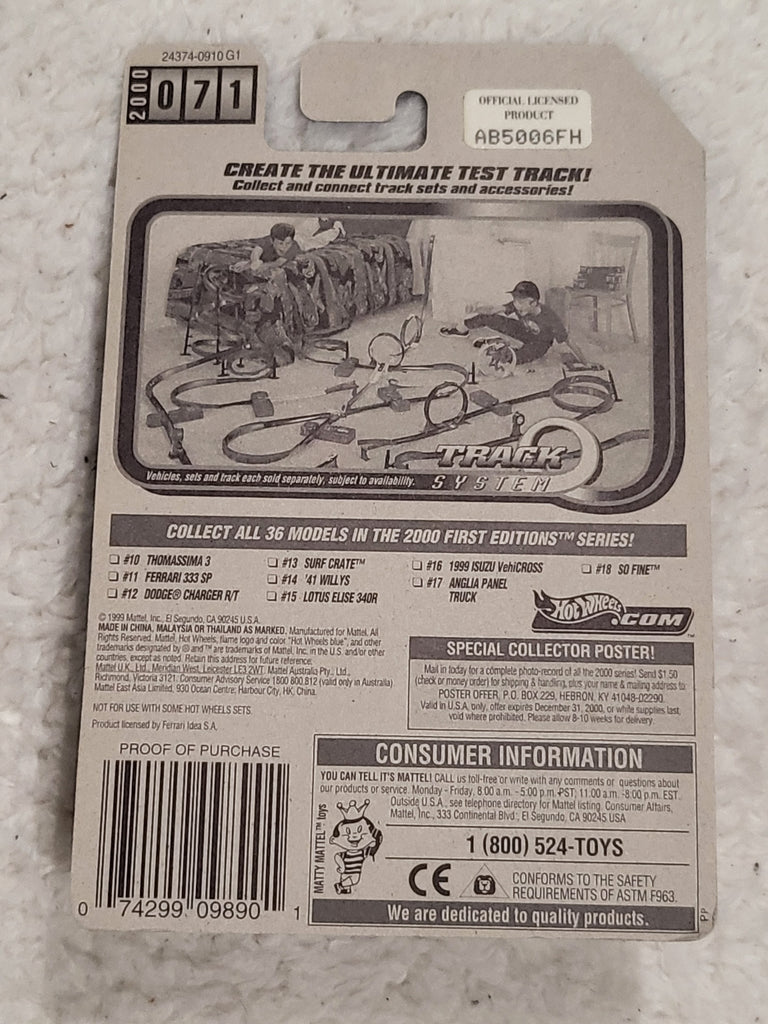 24374-0910 G1
2000
071
OFFICIAL LICENSED
PRODUCT
AB5006FH
CREATE THE ULTIMATE TEST TRACK!
Collect and connect track sets and accessories!
TRACK
SYSTEM
Vehicles, sets and track each sold separately, subject to availability.
COLLECT ALL 36 MODELS IN THE 2000 FIRST EDITIONS™ SERIES!
#10 THOMASSIMA 3
#11 FERRARI 333 SP
#12 DODGE® CHARGER R/T
#13 SURF CRATE™
#14 '41 WILLYS
#15 LOTUS ELISE 340R
#16 1999 ISUZU VehiCROSS
#17 ANGLIA PANEL
TRUCK
#18 SO FINE™
Hot Wheels
.COM™
© 1999 Mattel, Inc., El Segundo, CA 90245 U.S.A.
MADE IN CHINA, MALAYSIA OR THAILAND AS MARKED. Manufactured for Mattel. All
Rights Reserved. Mattel, Hot Wheels, flame logo and color "Hot Wheels blue", and other
trademarks designated by ® and ™ are trademarks of Mattel, Inc. in the U.S. and/or other
countries, except as noted. Retain this address for future reference.
Mattel U.K., Ltd., Meridian West, Leicester LE3 2WT. Mattel Australia Pty., Ltd.,
Richmond, Victoria 3121. Consumer Advisory Service 1800 800 812 (valid only in Australia)
Mattel East Asia Limited, 930 Ocean Centre, Harbour City, HK, China.
NOT FOR USE WITH SOME HOT WHEELS SETS.
Product licensed by Ferrari Idea S.A.
SPECIAL COLLECTOR POSTER!
Mail in today for a complete photo-record of all the 2000 series! Send $1.50
(check or money order) for shipping & handling, plus your name & mailing address to:
POSTER OFFER, P.O. BOX 229, HEBRON, KY 41048-02290.
Valid in U.S.A. only, offer expires December 31, 2000, or while supplies last,
void where prohibited. Please allow 8-10 weeks for delivery.
PROOF OF PURCHASE
0 74299 09890 1
CONSUMER INFORMATION
YOU CAN TELL IT'S MATTEL! CALL us toll-free or write with any comments or questions about
our products or service. Monday - Friday, 8:00 a.m. - 5:00 p.m. PST; 11:00 a.m. -8:00 p.m. EST.
Outside U.S.A., see telephone directory for Mattel listing. Consumer Affairs,
Mattel, Inc., 333 Continental Blvd., El Segundo, CA 90245 USA
MATTY MATTEL™ toys
1 (800) 524-TOYS
CE
CONFORMS TO THE SAFETY
REQUIREMENTS OF ASTM F963.
We are dedicated to quality products.
PP